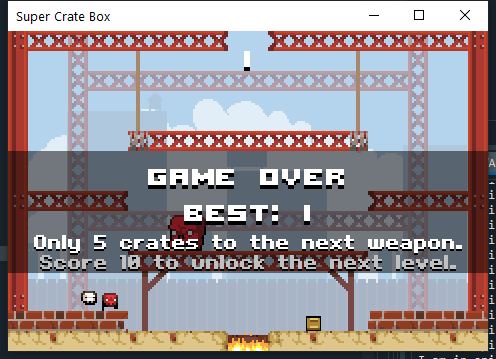 Super Crate Box
1
GAME OVER
BEST: 1
Only 5 crates to the next weapon.
Score 10 to unlock the next level.